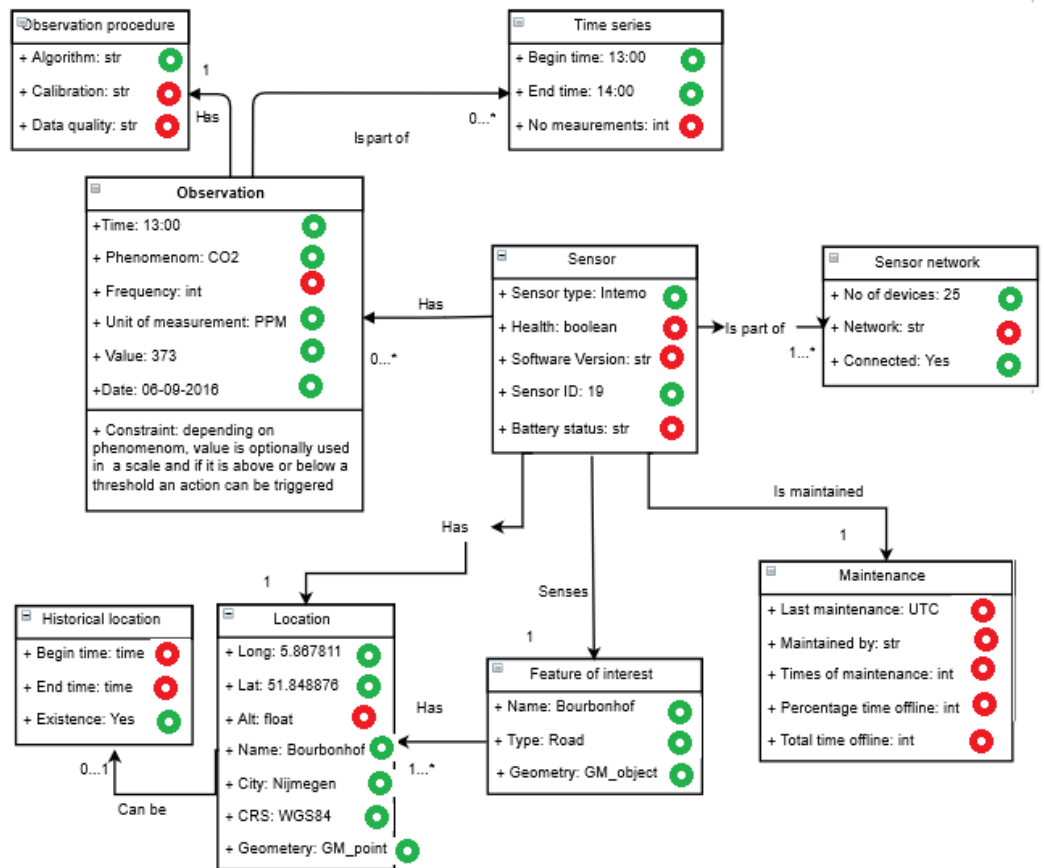 Observation procedure
+ Algorithm: str
+ Calibration: str
+ Data quality: str
Time series
+ Begin time: 13:00
+ End time: 14:00
+ No meaurements: int
1
Has
0...*
Is part of
Observation
+Time: 13:00
+ Phenomenom: CO2
+ Frequency: int
+ Unit of measurement: PPM
+ Value: 373
+Date: 06-09-2016
+ Constraint: depending on
phenomenom, value is optionally used
in a scale and if it is above or below a
threshold an action can be triggered
Has
0...*
Sensor
+ Sensor type: Intemo
+ Health: boolean
+ Software Version: str
+ Sensor ID: 19
+ Battery status: str
Is part of
1...*
Sensor network
+ No of devices: 25
+ Network: str
+ Connected: Yes
Has
1
Senses
1
Is maintained
1
Historical location
+ Begin time: time
+ End time: time
+ Existence: Yes
0...1
Can be
Location
+ Long: 5.867811
+ Lat: 51.848876
+ Alt: float
+ Name: Bourbonhof
+ City: Nijmegen
+ CRS: WGS84
+ Geometery: GM_point
Has
1...*
Feature of interest
+ Name: Bourbonhof
+ Type: Road
+ Geometry: GM_object
Maintenance
+ Last maintenance: UTC
+ Maintained by: str
+ Times of maintenance: int
+ Percentage time offline: int
+ Total time offline: int